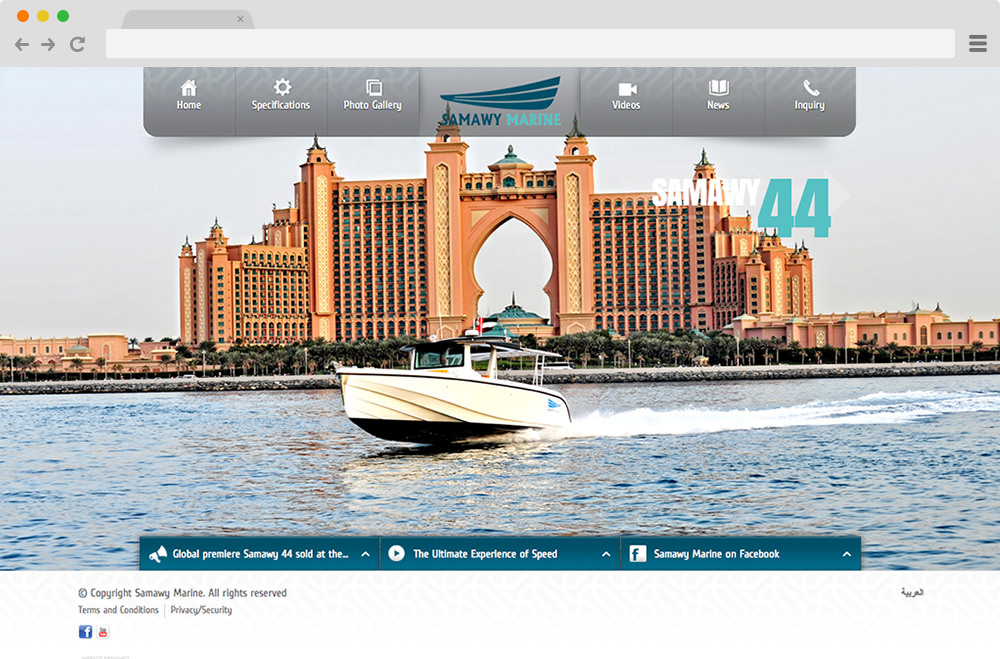 Home
Specifications
Photo Gallery
SAMAWY MARINE
Videos
News
Inquiry
SAMAWY 44
Global premiere Samawy 44 sold at the...
The Ultimate Experience of Speed
Samawy Marine on Facebook
© Copyright Samawy Marine. All rights reserved
العربية
Terms and Conditions | Privacy/Security